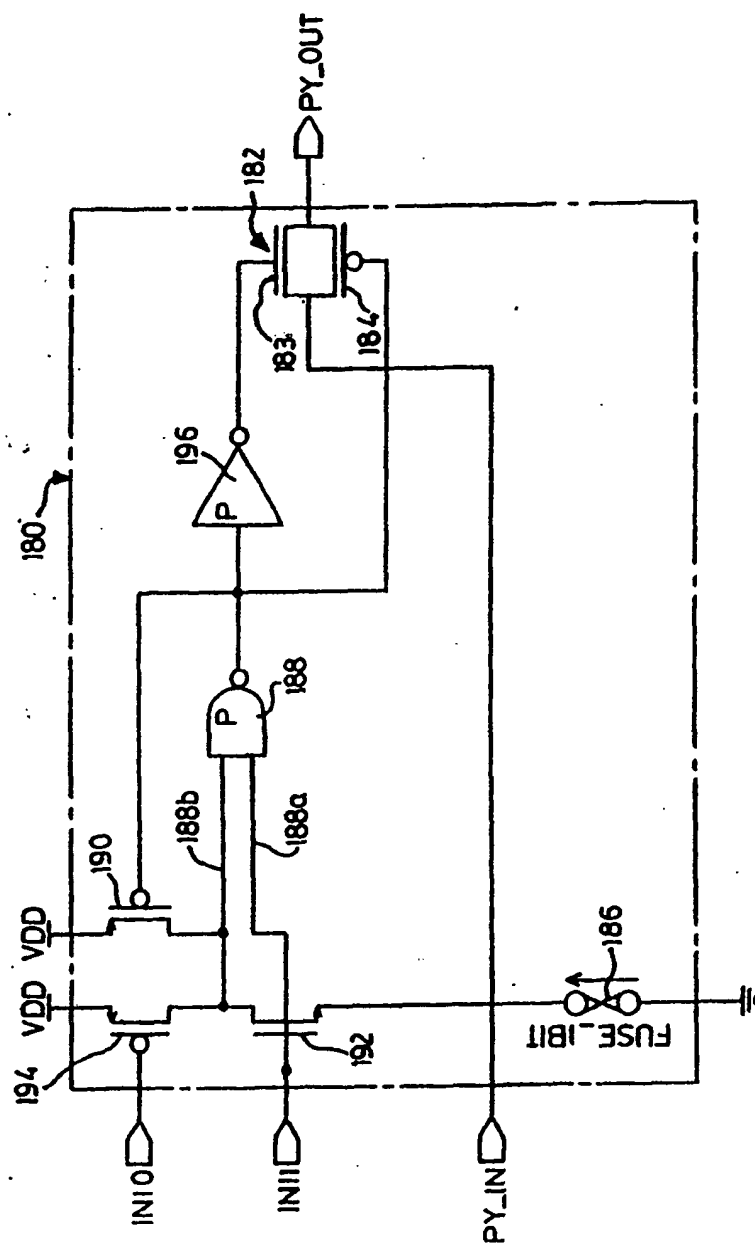 180
VDD
VDD
190
194
IN10
188b
188a
P
188
P
196
182
183
184
PY_OUT
IN11
192
PY_IN
FUSE_1BIT
186